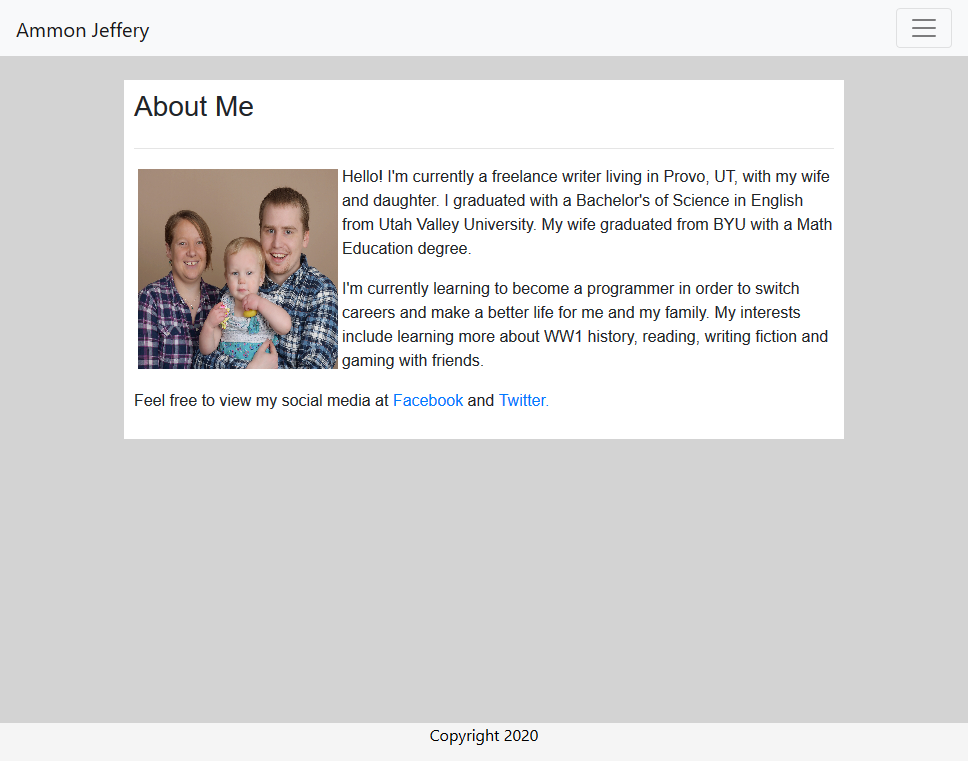 Ammon Jeffery
About Me
Hello! I'm currently a freelance writer living in Provo, UT, with my wife
and daughter. I graduated with a Bachelor's of Science in English
from Utah Valley University. My wife graduated from BYU with a Math
Education degree.
I'm currently learning to become a programmer in order to switch
careers and make a better life for me and my family. My interests
include learning more about WW1 history, reading, writing fiction and
gaming with friends.
Feel free to view my social media at Facebook and Twitter.
Copyright 2020